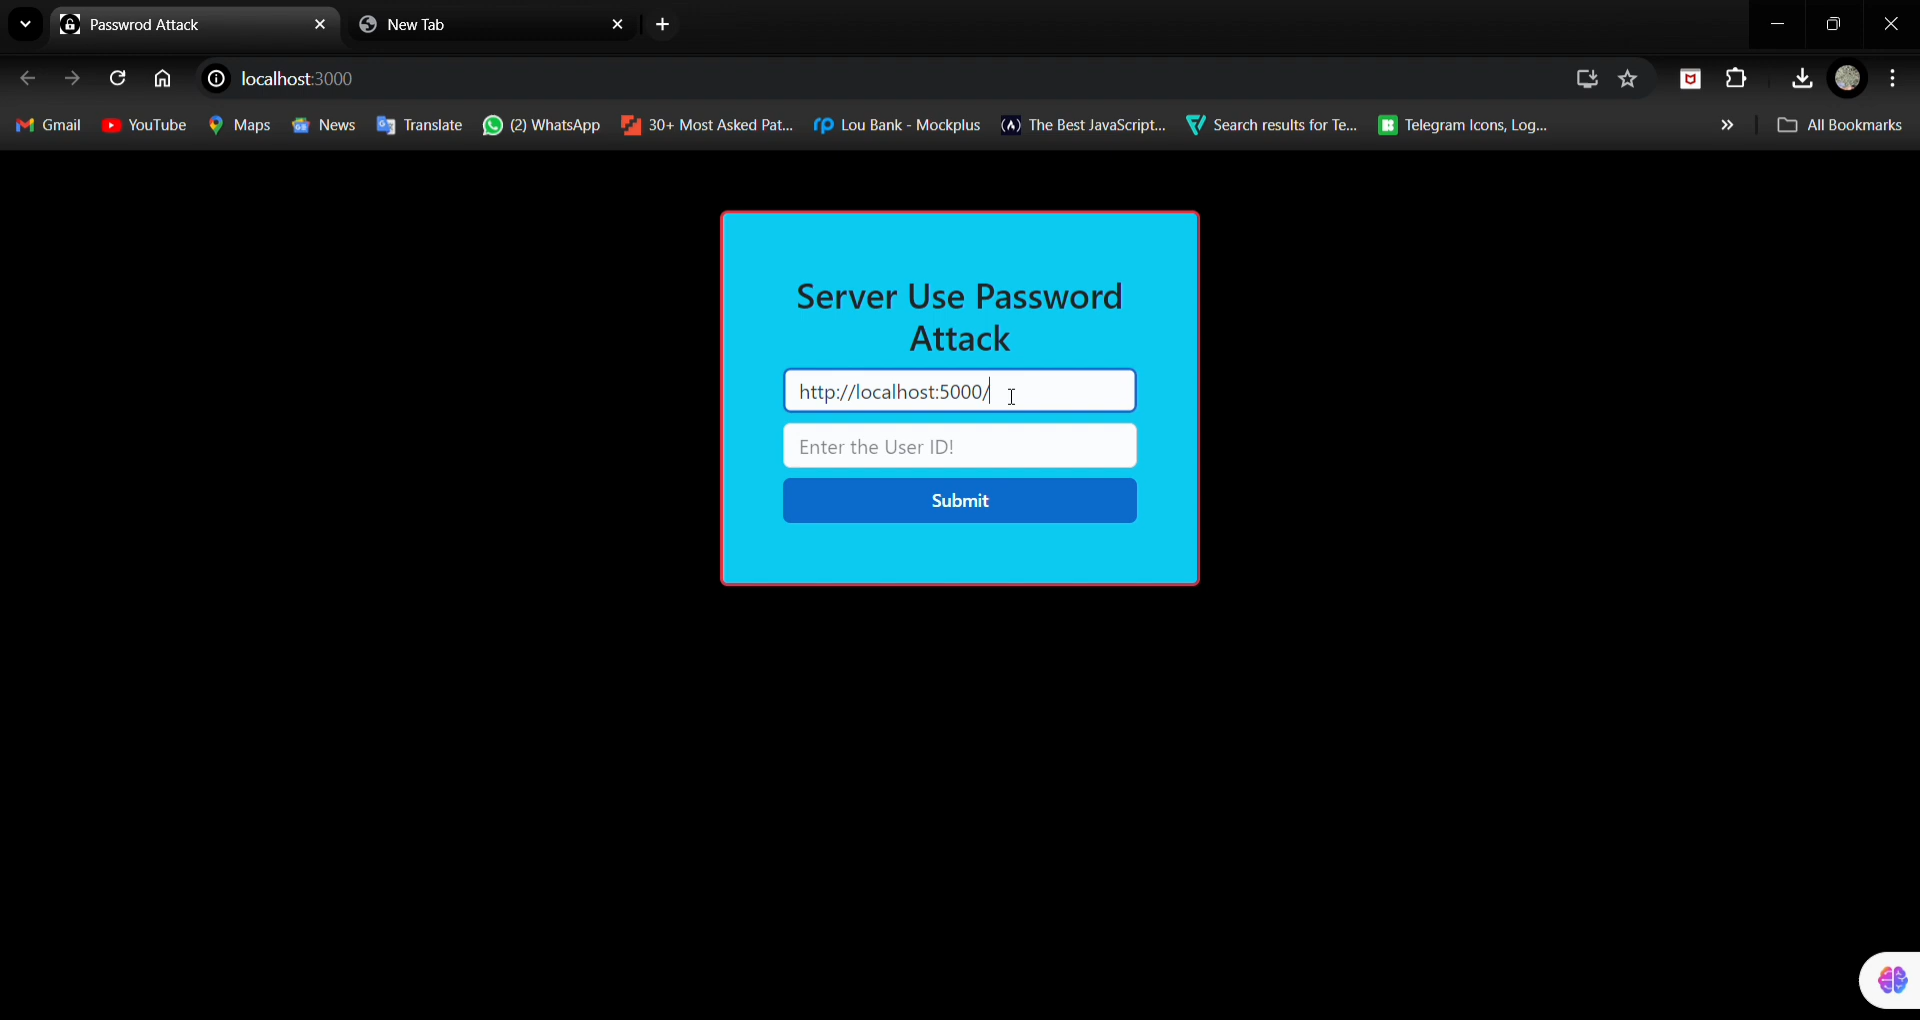 Passwrod Attack
New Tab
localhost:3000
Gmail
YouTube
Maps
News
Translate
(2) WhatsApp
30+ Most Asked Pat...
Lou Bank - Mockplus
The Best JavaScript...
Search results for Te...
Telegram Icons, Log...
All Bookmarks
Server Use Password
Attack
http://localhost:5000/
Enter the User ID!
Submit